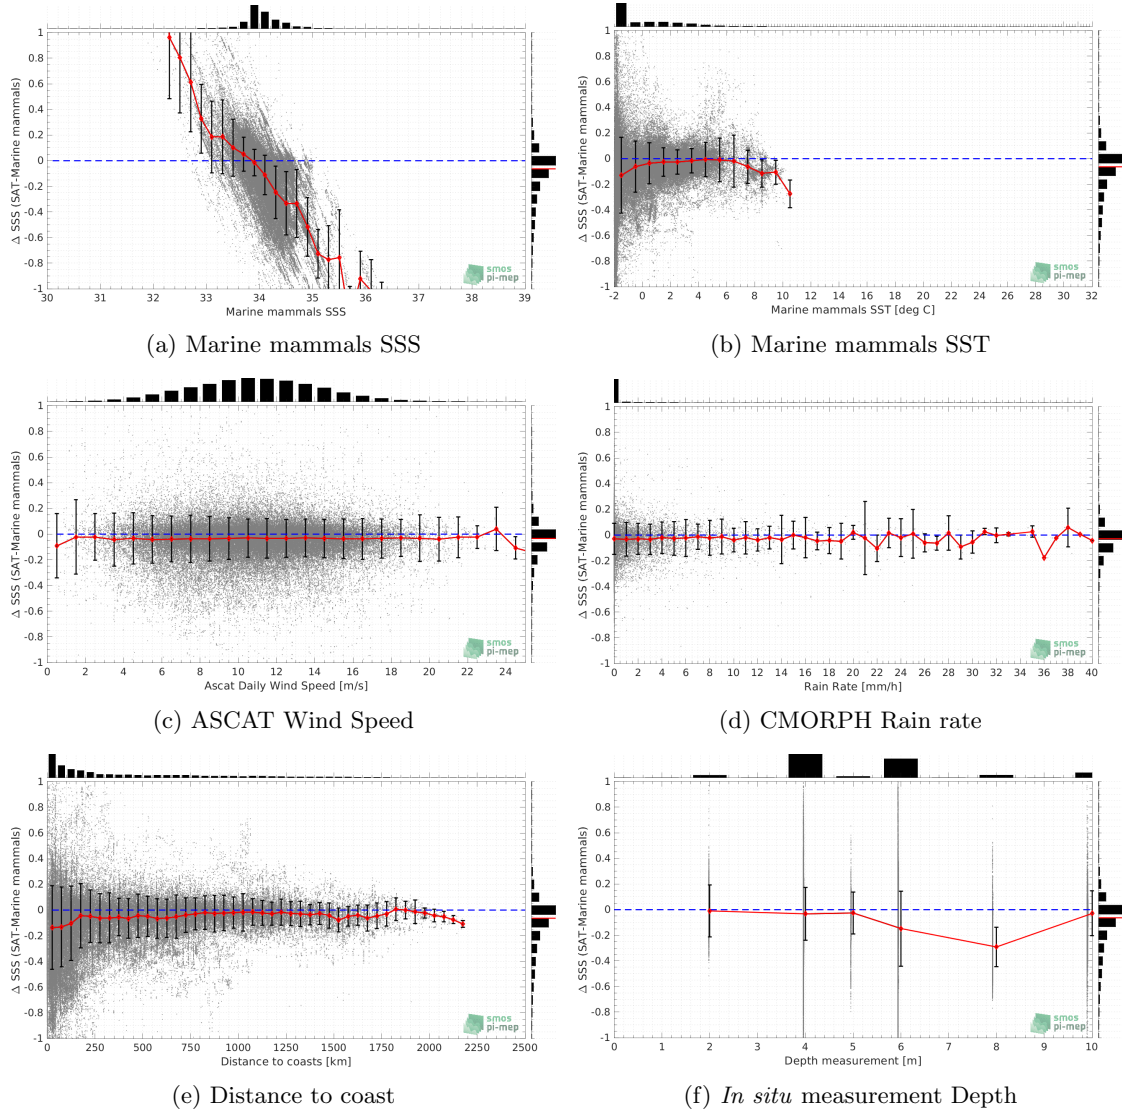 1
0.8
0.6
0.4
0.2
0
-0.2
-0.4
-0.6
-0.8
-1
Δ SSS (SAT-Marine mammals)
30 31 32 33 34 35 36 37 38 39
Marine mammals SSS
smos
pi-mep
(a) Marine mammals SSS
1
0.8
0.6
0.4
0.2
0
-0.2
-0.4
-0.6
-0.8
-1
Δ SSS (SAT-Marine mammals)
-2 0 2 4 6 8 10 12 14 16 18 20 22 24 26 28 30 32
Marine mammals SST [deg C]
smos
pi-mep
(b) Marine mammals SST
1
0.8
0.6
0.4
0.2
0
-0.2
-0.4
-0.6
-0.8
-1
Δ SSS (SAT-Marine mammals)
0 2 4 6 8 10 12 14 16 18 20 22 24
Ascat Daily Wind Speed [m/s]
smos
pi-mep
(c) ASCAT Wind Speed
1
0.8
0.6
0.4
0.2
0
-0.2
-0.4
-0.6
-0.8
-1
Δ SSS (SAT-Marine mammals)
0 2 4 6 8 10 12 14 16 18 20 22 24 26 28 30 32 34 36 38 40
Rain Rate [mm/h]
smos
pi-mep
(d) CMORPH Rain rate
1
0.8
0.6
0.4
0.2
0
-0.2
-0.4
-0.6
-0.8
-1
Δ SSS (SAT-Marine mammals)
0 250 500 750 1000 1250 1500 1750 2000 2250 2500
Distance to coasts [km]
smos
pi-mep
(e) Distance to coast
1
0.8
0.6
0.4
0.2
0
-0.2
-0.4
-0.6
-0.8
-1
Δ SSS (SAT-Marine mammals)
0 1 2 3 4 5 6 7 8 9 10
Depth measurement [m]
smos
pi-mep
(f) In situ measurement Depth